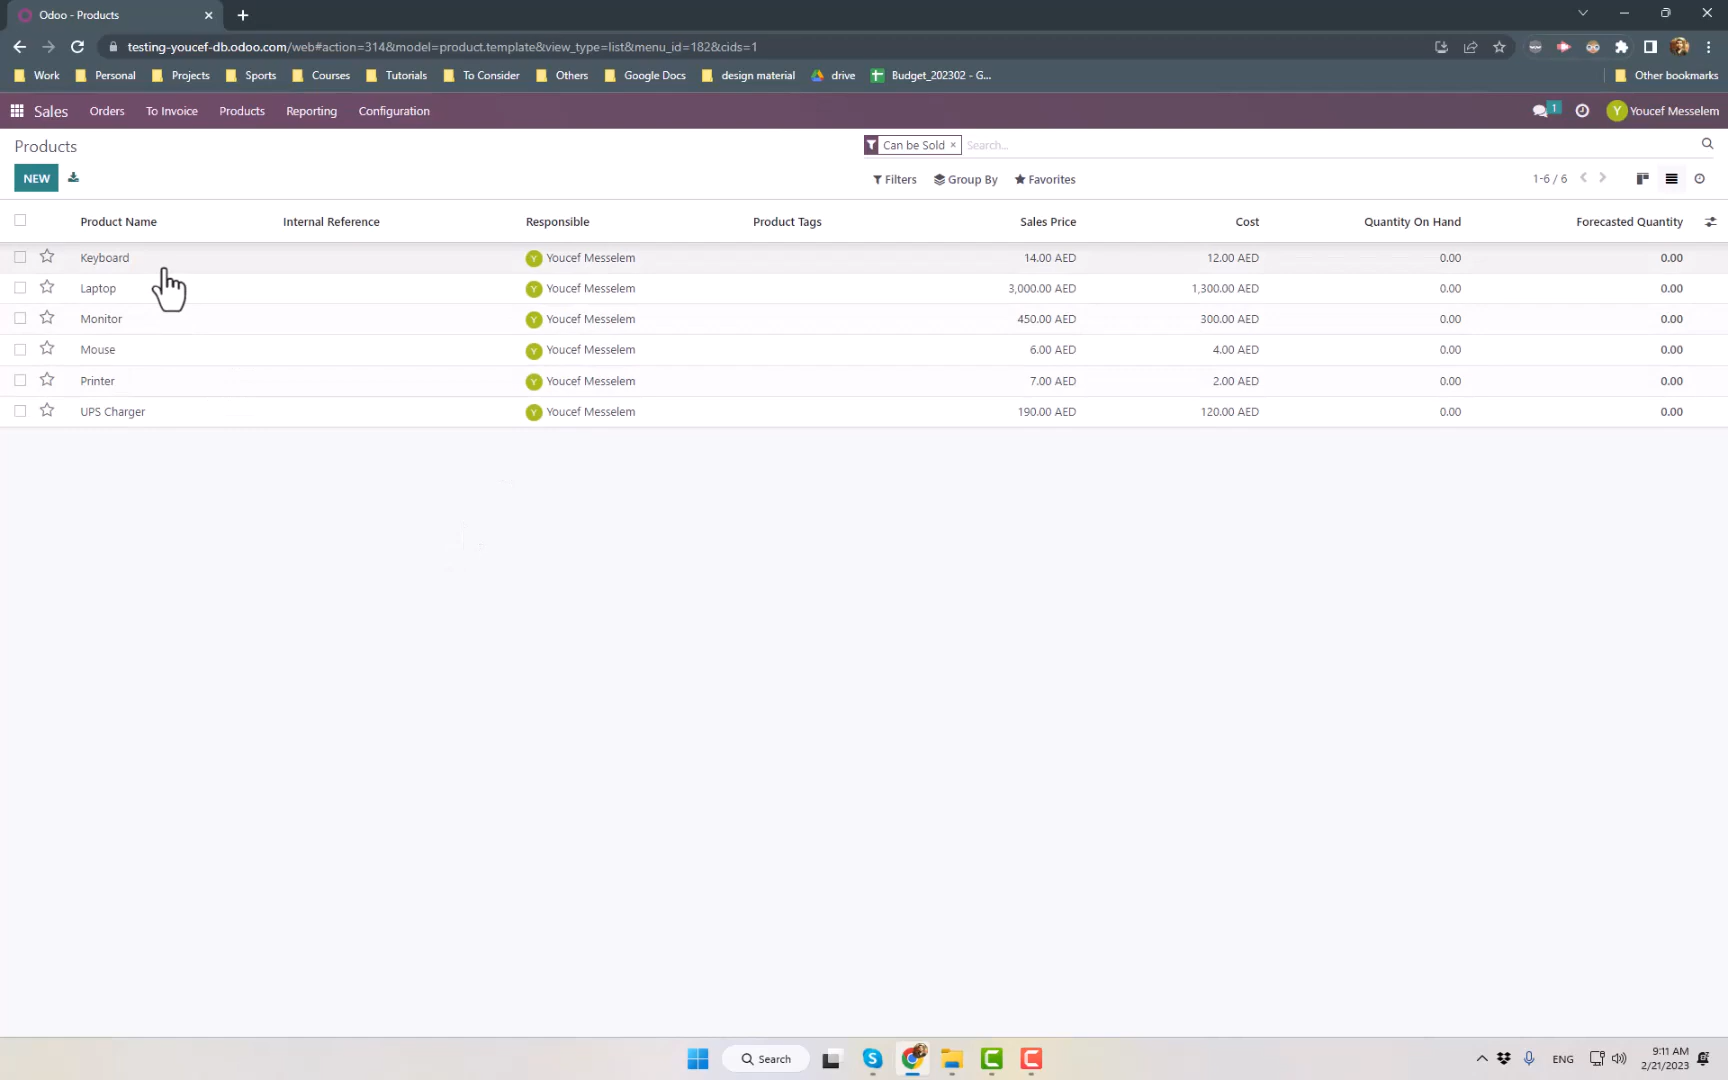 Odoo - Products
testing-youcef-db.odoo.com/web#action=314&model=product.template&view_type=list&menu_id=182&cids=1
Work Personal Projects Sports Courses Tutorials To Consider Others Google Docs design material drive Budget_202302 - G... Other bookmarks
Sales Orders To Invoice Products Reporting Configuration 1 Y Youcef Messelem
Products Can be Sold × Search...
NEW Filters Group By Favorites 1-6 / 6
Product Name Internal Reference Responsible Product Tags Sales Price Cost Quantity On Hand Forecasted Quantity
Keyboard Y Youcef Messelem 14.00 AED 12.00 AED 0.00 0.00
Laptop Y Youcef Messelem 3,000.00 AED 1,300.00 AED 0.00 0.00
Monitor Y Youcef Messelem 450.00 AED 300.00 AED 0.00 0.00
Mouse Y Youcef Messelem 6.00 AED 4.00 AED 0.00 0.00
Printer Y Youcef Messelem 7.00 AED 2.00 AED 0.00 0.00
UPS Charger Y Youcef Messelem 190.00 AED 120.00 AED 0.00 0.00
Search ENG 9:11 AM
2/21/2023